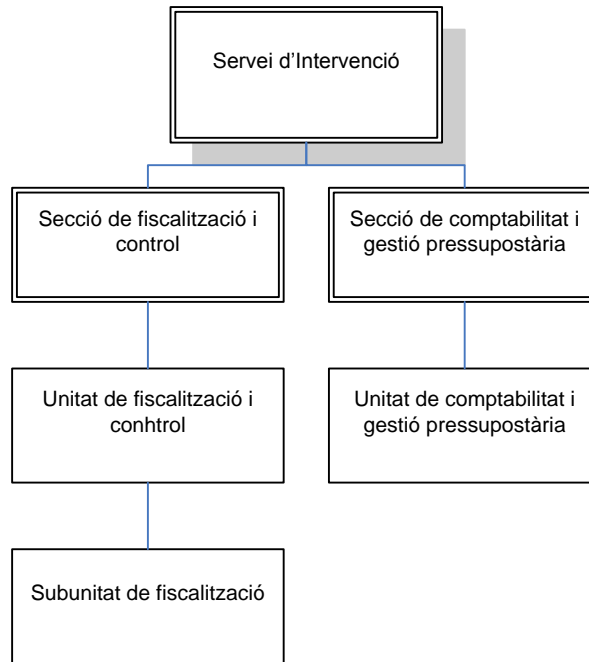 Servei d’Intervenció
Secció de fiscalització i
control
Secció de comptabilitat i
gestió pressupostària
Unitat de fiscalització i
conhtrol
Unitat de comptabilitat i
gestió pressupostària
Subunitat de fiscalització